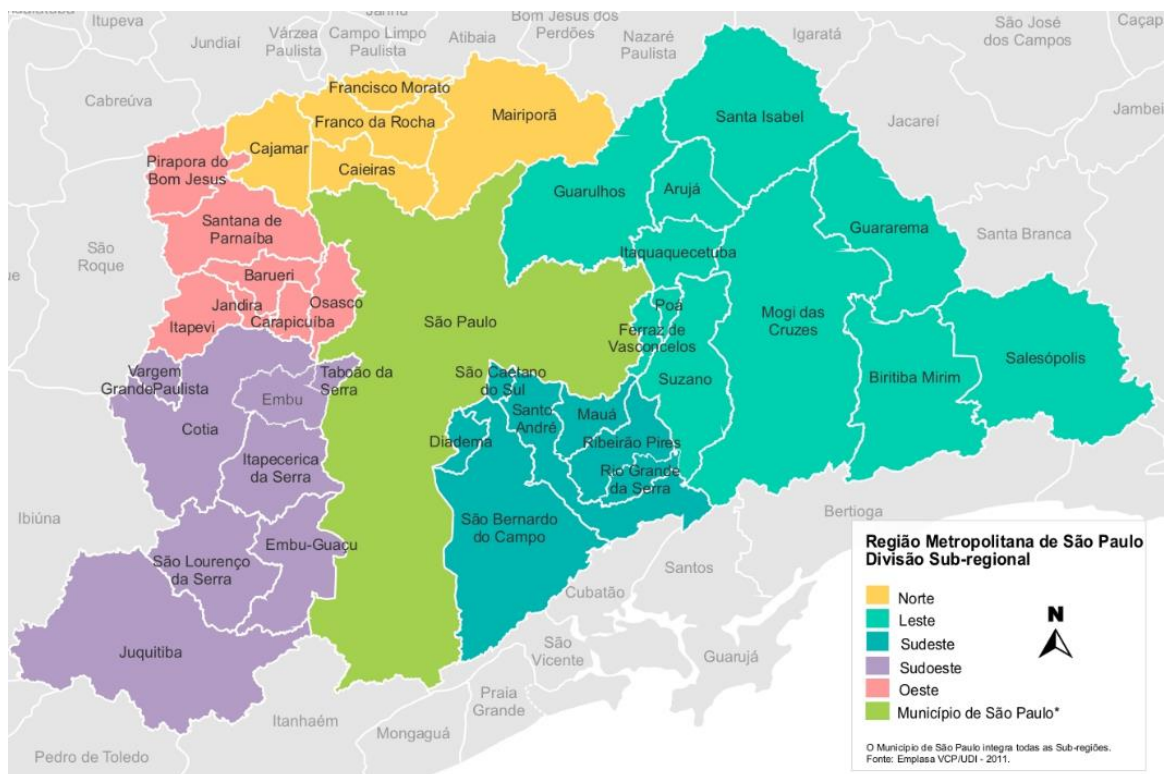 Itupeva
Jundiaí
Várzea
Paulista
Campo Limpo
Paulista
Atibaia
Bom Jesus dos
Perdões
Nazaré
Paulista
Igaratá
São José
dos Campos
Cabreúva
Francisco Morato
Franco da Rocha
Mairiporã
Santa Isabel
Jacareí
Cajamar
Caieiras
Pirapora do
Bom Jesus
Guarulhos
Arujá
Santana de
Parnaíba
Guararema
Santa Branca
São
Roque
Itaquaquecetuba
Barueri
Jandira
Osasco
Itapevi
Carapicuíba
São Paulo
Poá
Ferraz de
Vasconcelos
Mogi das
Cruzes
Salesópolis
Vargem
Grande Paulista
Taboão da
Serra
São Caetano
do Sul
Suzano
Biritiba Mirim
Embu
Cotia
Santo
André
Mauá
Diadema
Ribeirão Pires
Itapecerica
da Serra
Rio Grande
da Serra
Ibiúna
São Bernardo
do Campo
Bertioga
Embu-Guaçu
São Lourenço
da Serra
Santos
Cubatão
Juquitiba
São
Vicente
Guarujá
Praia
Grande
Itanhaém
Mongaguá
Pedro de Toledo
Região Metropolitana de São Paulo
Divisão Sub-regional
Norte
Leste
Sudeste
Sudoeste
Oeste
Município de São Paulo*
N
O Município de São Paulo integra todas as Sub-regiões.
Fonte: Emplasa VCP/UDI - 2011.